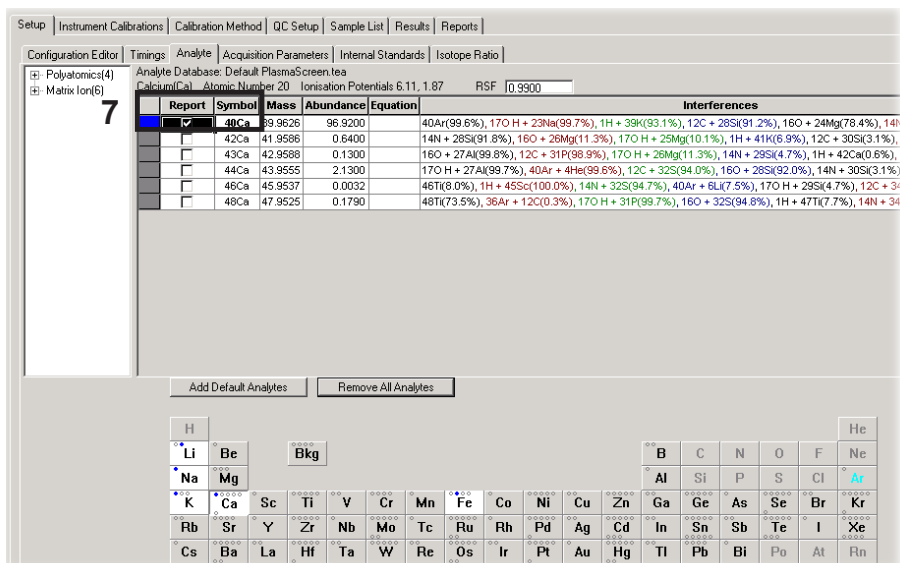 Setup Instrument Calibrations Calibration Method QC Setup Sample List Results Reports
Configuration Editor Timings Analyte Acquisition Parameters Internal Standards Isotope Ratio
Polyatomics(4)
Matrix Ion(6)
7
Analyte Database: Default PlasmaScreen.tea
Calcium(Ca) Atomic Number 20 Ionisation Potentials 6.11, 1.87 RSF 0.9900
Report Symbol Mass Abundance Equation Interferences
40Ca 39.9626 96.9200 40Ar(99.6%), 17O H + 23Na(99.7%), 1H + 39K(93.1%), 12C + 28Si(91.2%), 16O + 24Mg(78.4%), 14N
42Ca 41.9586 0.6400 14N + 28Si(91.8%), 16O + 26Mg(11.3%), 17O H + 25Mg(10.1%), 1H + 41K(6.9%), 12C + 30Si(3.1%),
43Ca 42.9588 0.1300 16O + 27Al(99.8%), 12C + 31P(98.9%), 17O H + 26Mg(11.3%), 14N + 29Si(4.7%), 1H + 42Ca(0.6%),
44Ca 43.9555 2.1300 17O H + 27Al(99.7%), 40Ar + 4He(99.6%), 12C + 32S(94.0%), 16O + 28Si(92.0%), 14N + 30Si(3.1%)
46Ca 45.9537 0.0032 46Ti(8.0%), 1H + 45Sc(100.0%), 14N + 32S(94.7%), 40Ar + 6Li(7.5%), 17O H + 29Si(4.7%), 12C + 34
48Ca 47.9525 0.1790 48Ti(73.5%), 36Ar + 12C(0.3%), 17O H + 31P(99.7%), 16O + 32S(94.8%), 1H + 47Ti(7.7%), 14N + 34
Add Default Analytes Remove All Analytes
H He
Li Be Bkg B C N O F Ne
Na Mg Al Si P S Cl Ar
K Ca Sc Ti V Cr Mn Fe Co Ni Cu Zn Ga Ge As Se Br Kr
Rb Sr Y Zr Nb Mo Tc Ru Rh Pd Ag Cd In Sn Sb Te I Xe
Cs Ba La Hf Ta W Re Os Ir Pt Au Hg Tl Pb Bi Po At Rn